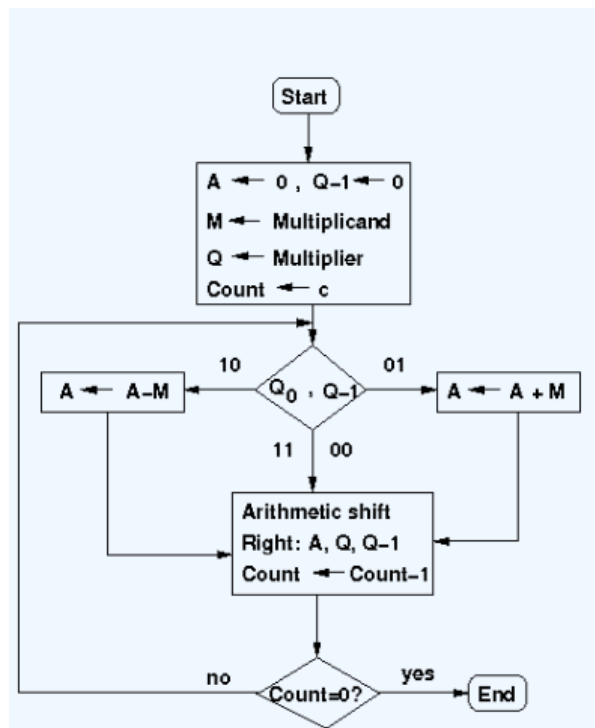 Start
A ← 0 , Q-1 ← 0
M ← Multiplicand
Q ← Multiplier
Count ← c
10
01
A ← A-M
Q₀ , Q-1
A ← A + M
11
00
Arithmetic shift
Right: A, Q, Q-1
Count ← Count-1
no
yes
Count=0?
End